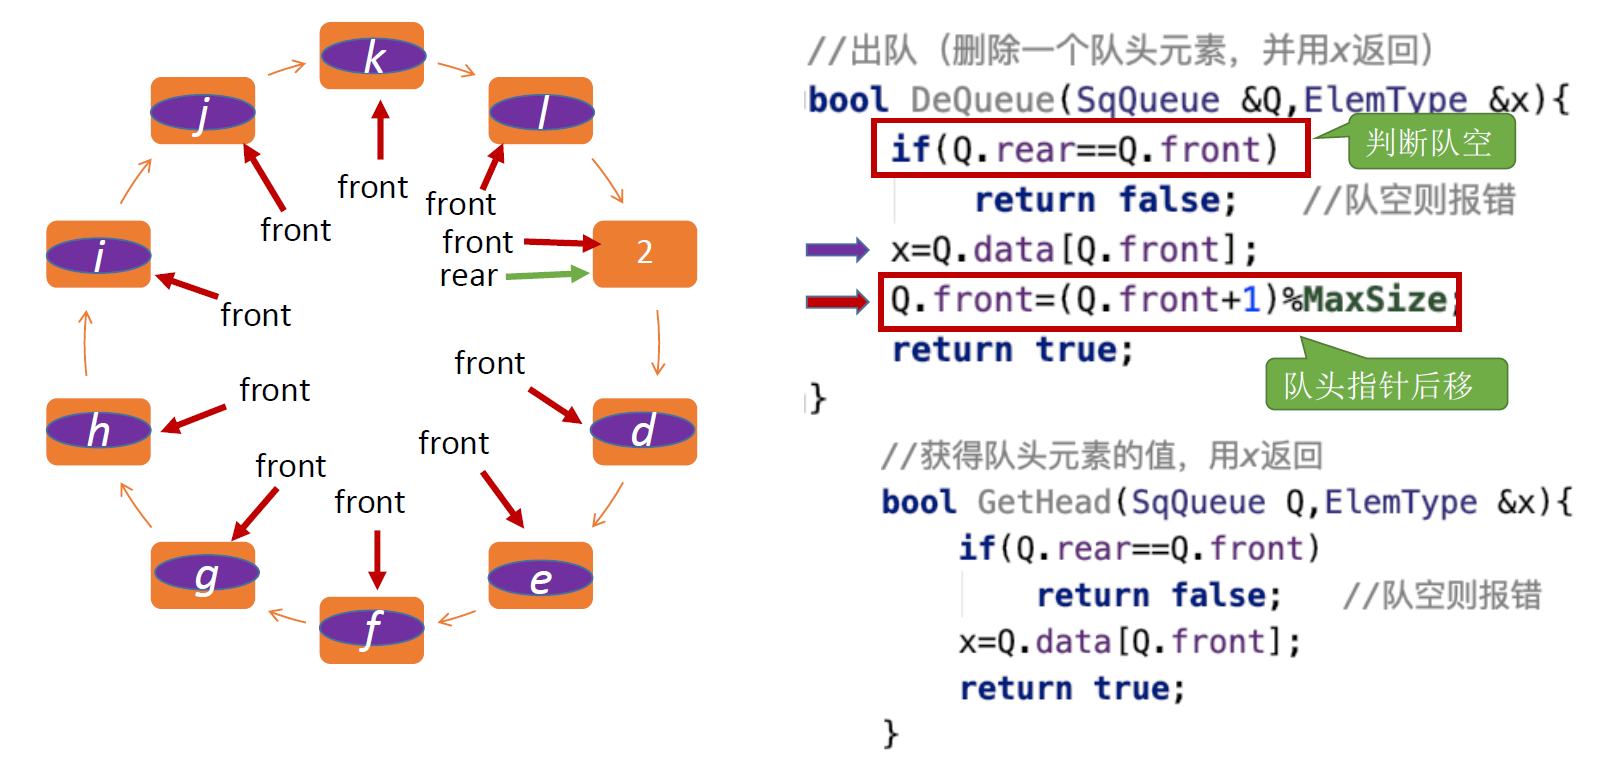 k
j
l
front
front
front
front
rear
2
i
front
front
front
h
d
front
front
front
g
e
f
//出队（删除一个队头元素，并用x返回）
bool DeQueue(SqQueue &Q,ElemType &x){
if(Q.rear==Q.front)
判断队空
return false; //队空则报错
x=Q.data[Q.front];
Q.front=(Q.front+1)%MaxSize;
return true;
队头指针后移
}
//获得队头元素的值，用x返回
bool GetHead(SqQueue Q,ElemType &x){
if(Q.rear==Q.front)
return false; //队空则报错
x=Q.data[Q.front];
return true;
}